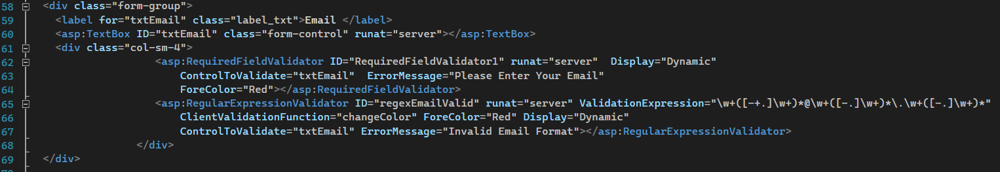 58 <div class="form-group">
59 <label for="txtEmail" class="label_txt">Email </label>
60 <asp:TextBox ID="txtEmail" class="form-control" runat="server"></asp:TextBox>
61 <div class="col-sm-4">
62 <asp:RequiredFieldValidator ID="RequiredFieldValidator1" runat="server"  Display="Dynamic"
63 ControlToValidate="txtEmail"  ErrorMessage="Please Enter Your Email"
64 ForeColor="Red"></asp:RequiredFieldValidator>
65 <asp:RegularExpressionValidator ID="regexEmailValid" runat="server" ValidationExpression="\w+([-+.]\w+)*@\w+([-.]\w+)*\.\w+([-.]\w+)*"
66 ClientValidationFunction="changeColor" ForeColor="Red" Display="Dynamic"
67 ControlToValidate="txtEmail" ErrorMessage="Invalid Email Format"></asp:RegularExpressionValidator>
68 </div>
69 </div>